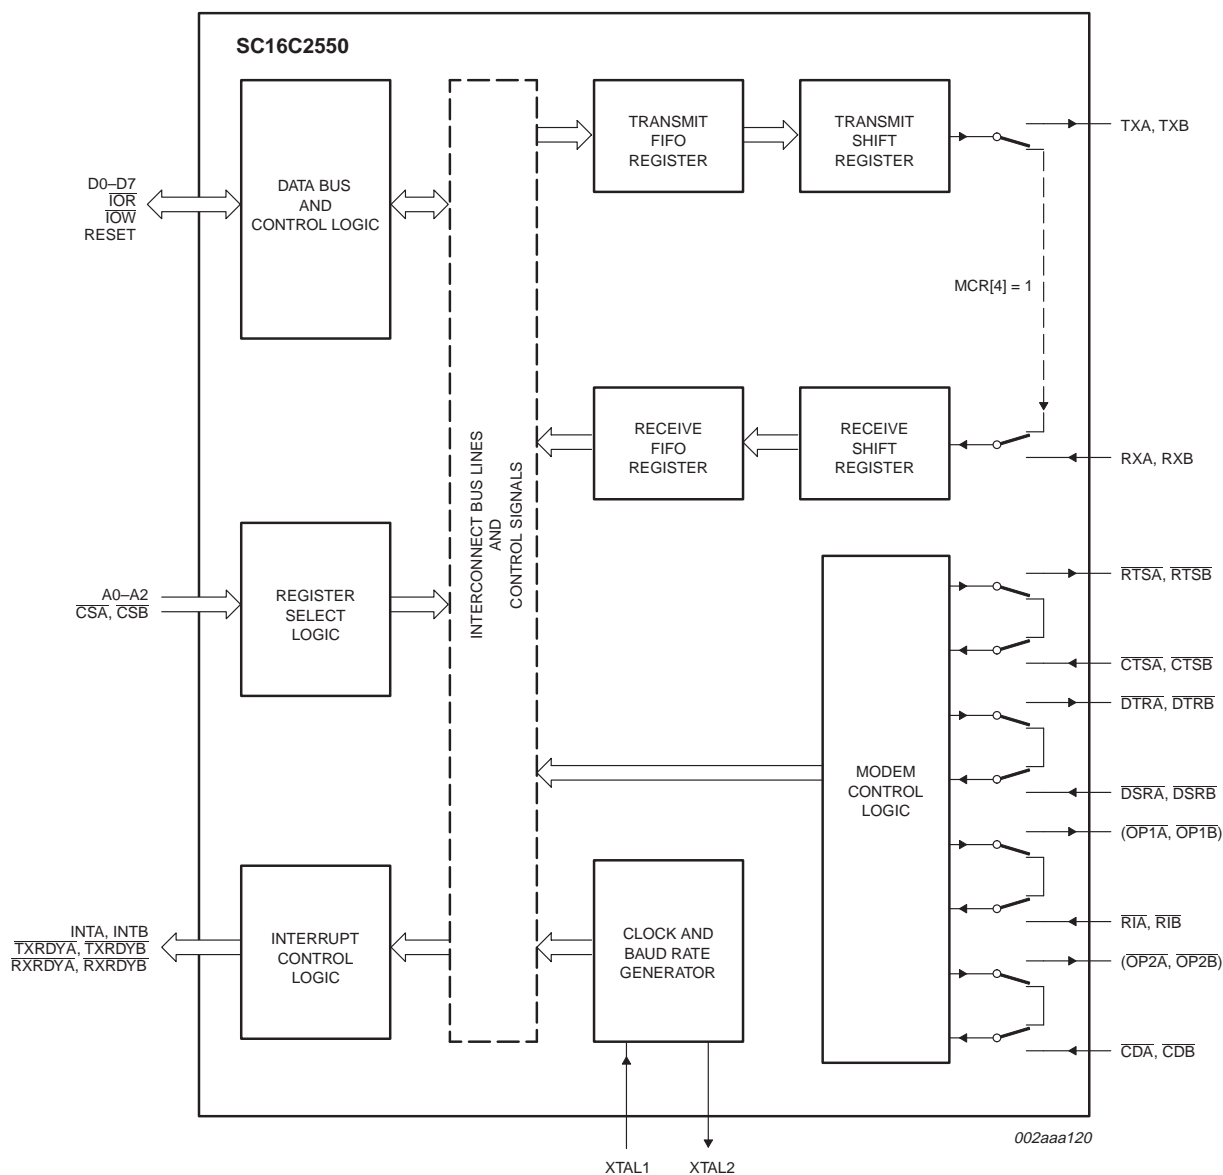 SC16C2550
D0–D7
IOR
IOW
RESET
DATA BUS
AND
CONTROL LOGIC
TRANSMIT
FIFO
REGISTER
TRANSMIT
SHIFT
REGISTER
TXA, TXB
MCR[4] = 1
INTERCONNECT BUS LINES
AND
CONTROL SIGNALS
RECEIVE
FIFO
REGISTER
RECEIVE
SHIFT
REGISTER
RXA, RXB
A0–A2
CSA, CSB
REGISTER
SELECT
LOGIC
MODEM
CONTROL
LOGIC
RTSA, RTSB
CTSA, CTSB
DTRA, DTRB
DSRA, DSRB
(OP1A, OP1B)
RIA, RIB
(OP2A, OP2B)
CDA, CDB
INTA, INTB
TXRDYA, TXRDYB
RXRDYA, RXRDYB
INTERRUPT
CONTROL
LOGIC
CLOCK AND
BAUD RATE
GENERATOR
XTAL1
XTAL2
002aaa120